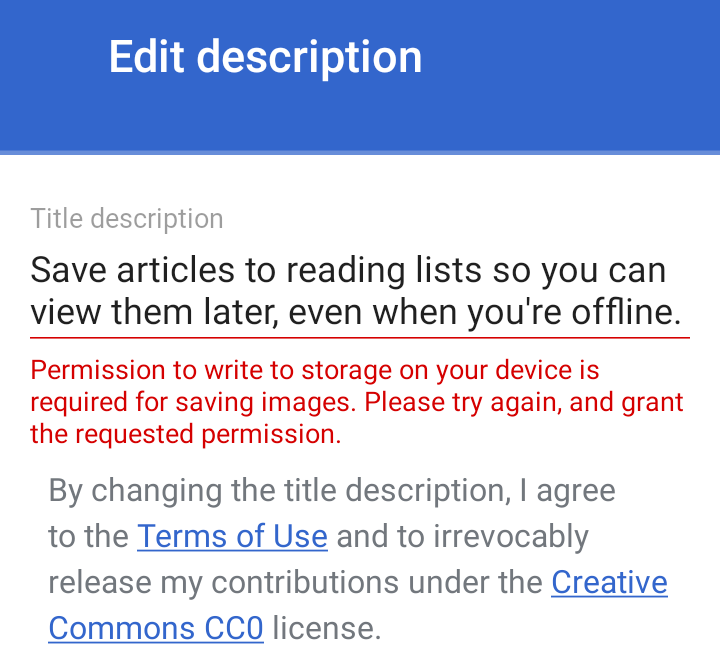 Edit description
Title description
Save articles to reading lists so you can
view them later, even when you're offline.
Permission to write to storage on your device is
required for saving images. Please try again, and grant
the requested permission.
By changing the title description, I agree
to the Terms of Use and to irrevocably
release my contributions under the Creative
Commons CC0 license.